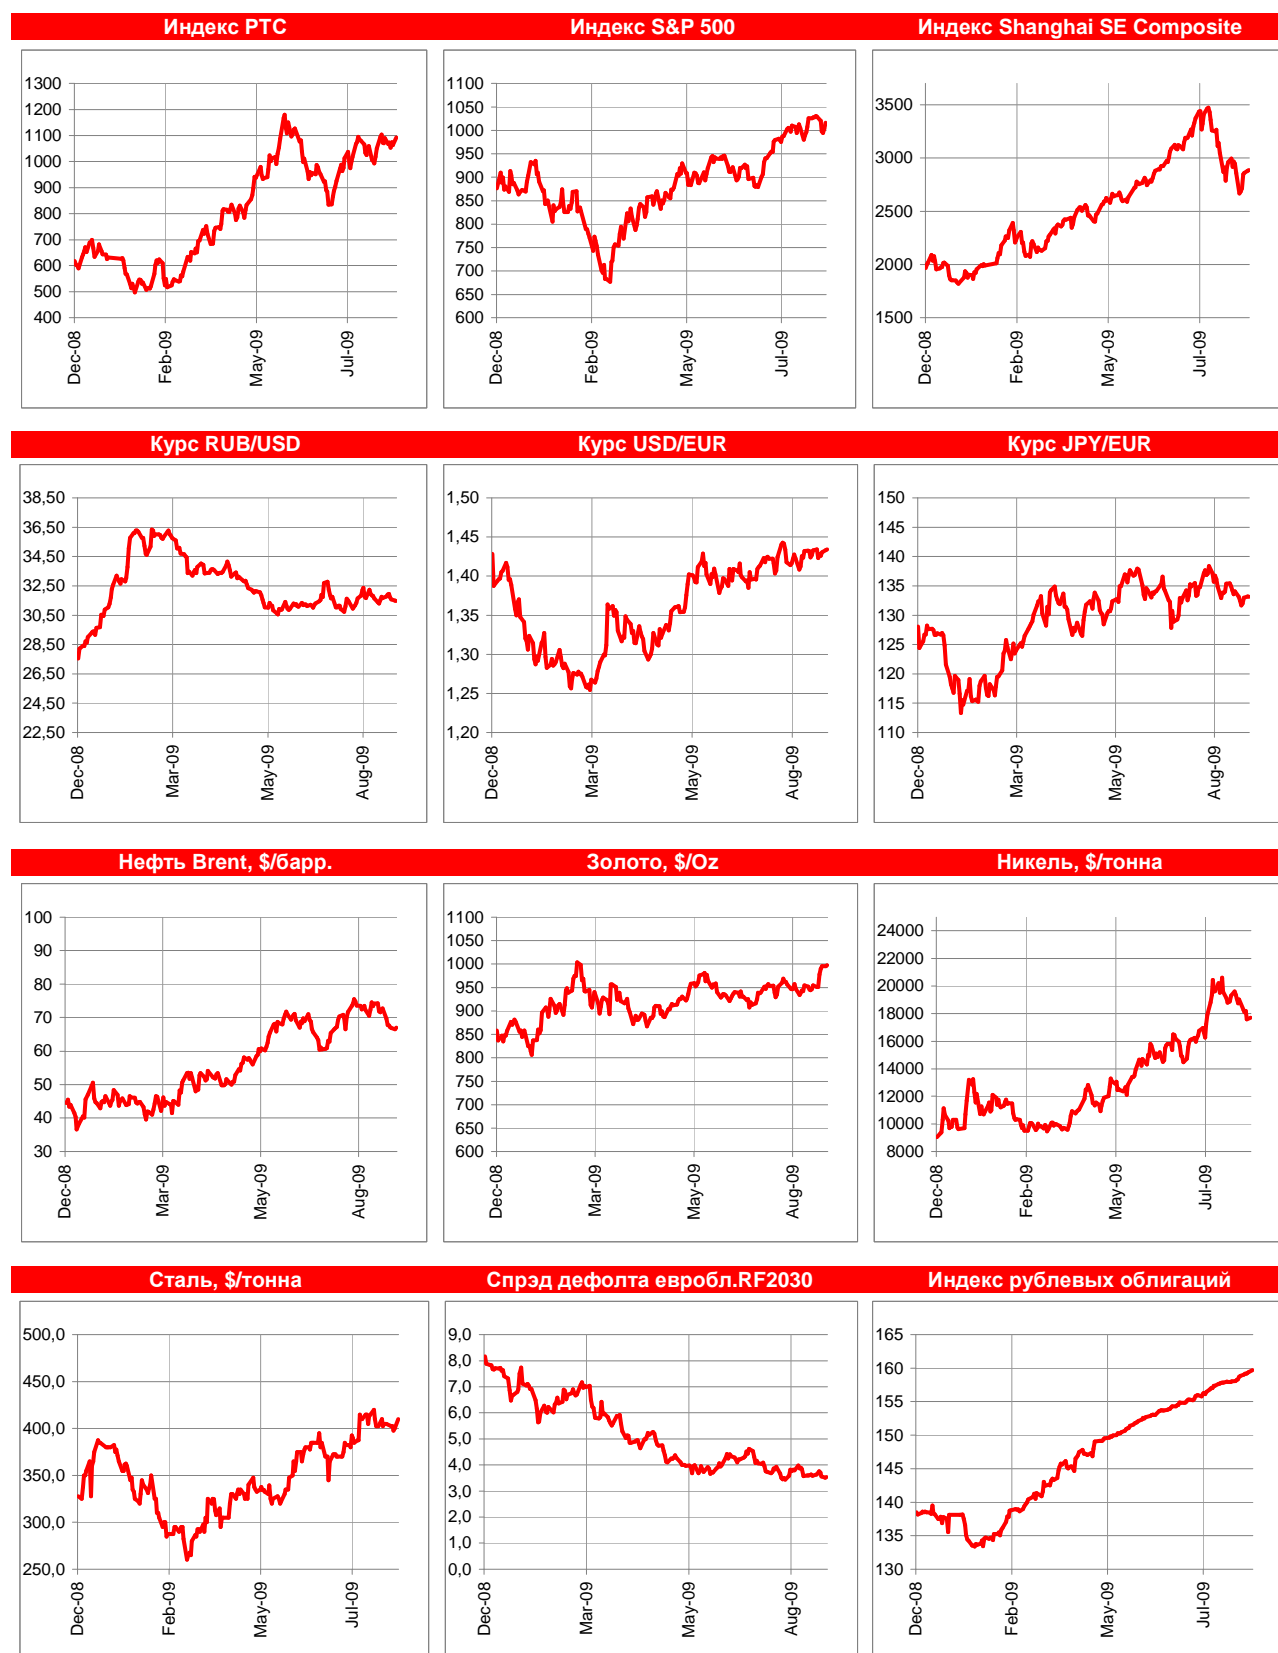 Индекс РТС
Индекс S&P 500
Индекс Shanghai SE Composite
1300
1200
1100
1000
900
800
700
600
500
400
Dec-08
Feb-09
May-09
Jul-09
1100
1050
1000
950
900
850
800
750
700
650
600
Dec-08
Feb-09
May-09
Jul-09
3500
3000
2500
2000
1500
Dec-08
Feb-09
May-09
Jul-09
Курс RUB/USD
Курс USD/EUR
Курс JPY/EUR
38,50
36,50
34,50
32,50
30,50
28,50
26,50
24,50
22,50
Dec-08
Mar-09
May-09
Aug-09
1,50
1,45
1,40
1,35
1,30
1,25
1,20
Dec-08
Mar-09
May-09
Aug-09
150
145
140
135
130
125
120
115
110
Dec-08
Mar-09
May-09
Aug-09
Нефть Brent, $/барр.
Золото, $/Oz
Никель, $/тонна
100
90
80
70
60
50
40
30
Dec-08
Mar-09
May-09
Aug-09
1100
1050
1000
950
900
850
800
750
700
650
600
Dec-08
Mar-09
May-09
Aug-09
24000
22000
20000
18000
16000
14000
12000
10000
8000
Dec-08
Feb-09
May-09
Jul-09
Сталь, $/тонна
Спрэд дефолта евробл.RF2030
Индекс рублевых облигаций
500,0
450,0
400,0
350,0
300,0
250,0
Dec-08
Feb-09
May-09
Jul-09
9,0
8,0
7,0
6,0
5,0
4,0
3,0
2,0
1,0
0,0
Dec-08
Mar-09
May-09
Aug-09
165
160
155
150
145
140
135
130
Dec-08
Feb-09
May-09
Jul-09